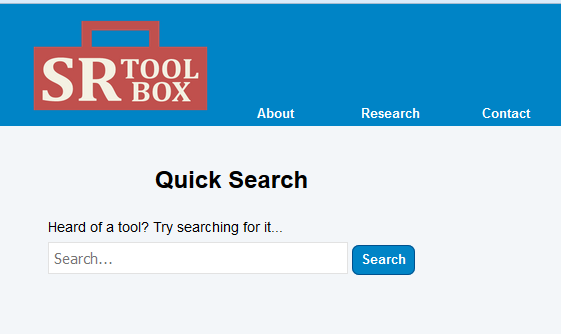 SR TOOL
BOX
About Research Contact
Quick Search
Heard of a tool? Try searching for it...
Search... Search